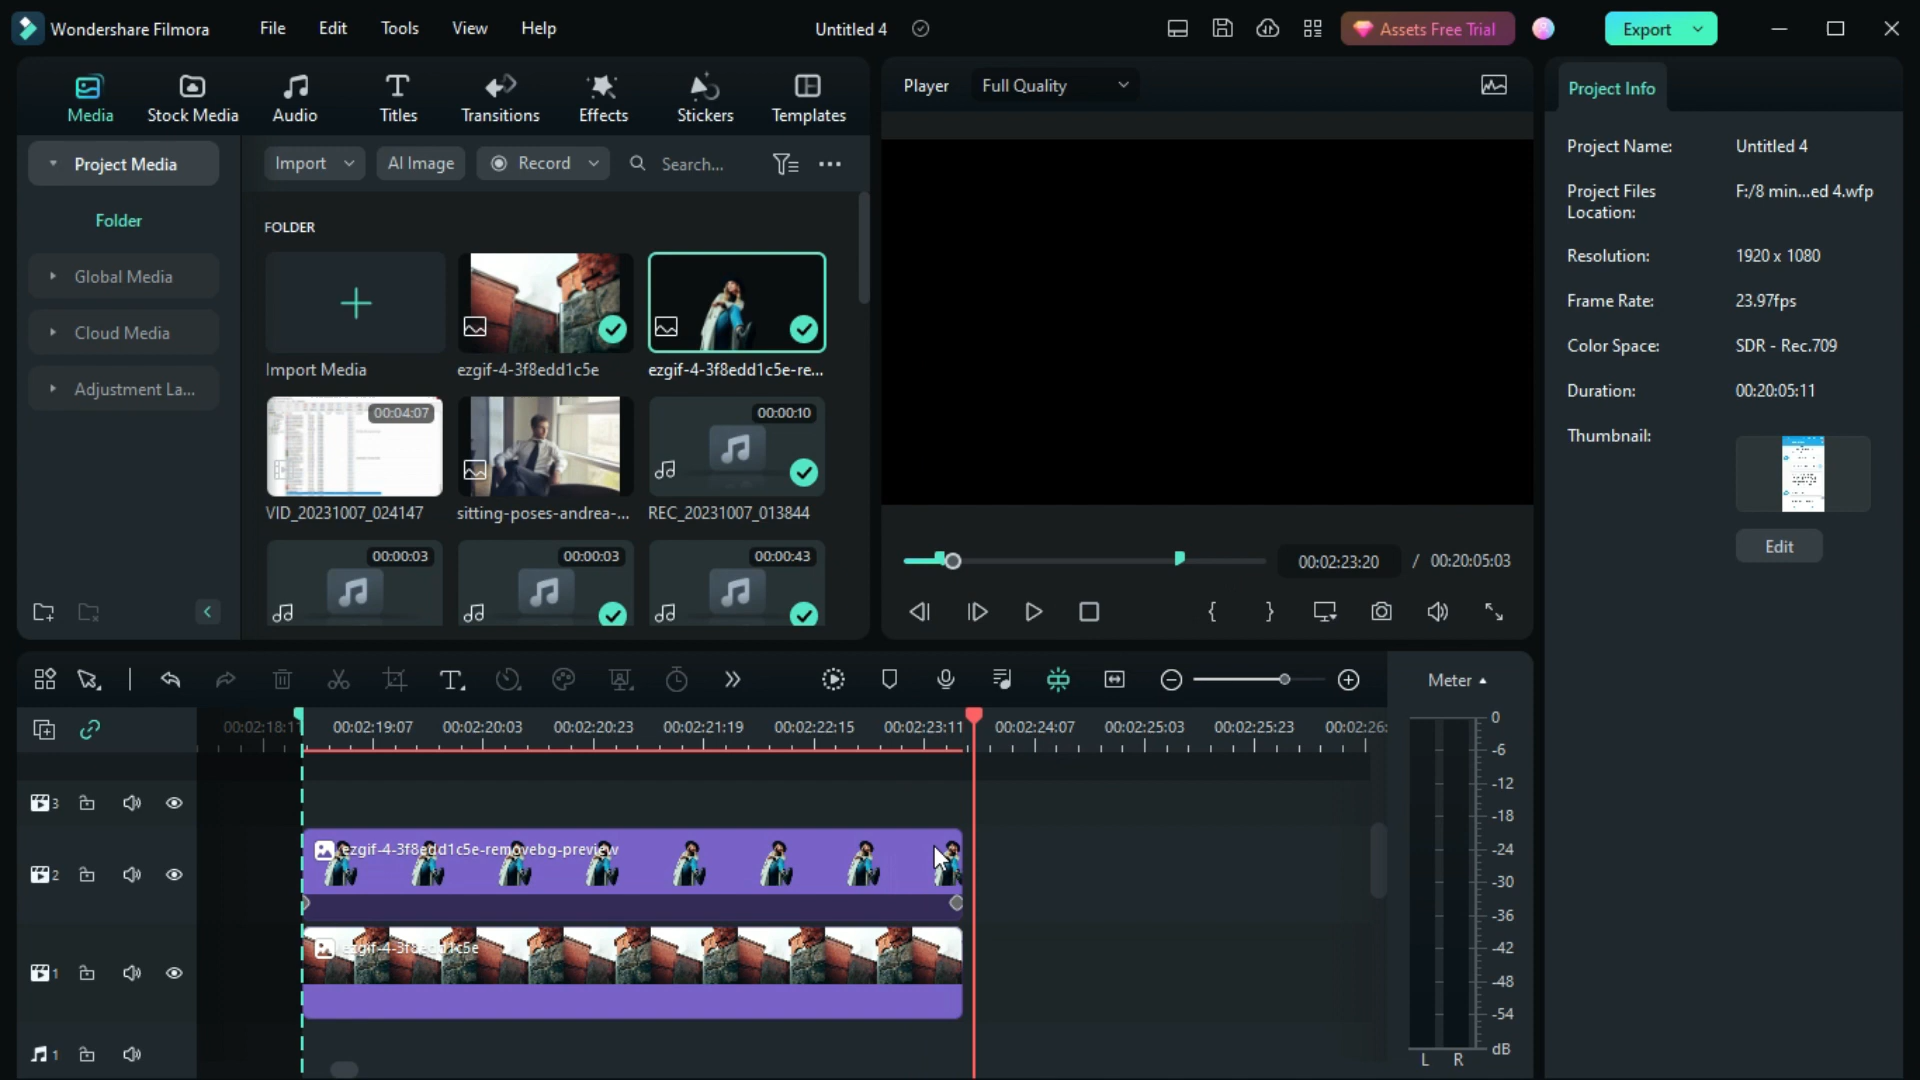 Wondershare Filmora
File
Edit
Tools
View
Help
Untitled 4
Assets Free Trial
Export
Media
Stock Media
Audio
Titles
Transitions
Effects
Stickers
Templates
Player
Full Quality
Project Info
Project Media
Import
AI Image
Record
Search...
Folder
Global Media
Cloud Media
Adjustment La...
FOLDER
Import Media
ezgif-4-3f8edd1c5e
ezgif-4-3f8edd1c5e-re...
00:04:07
00:00:10
VID_20231007_024147
sitting-poses-andrea-...
REC_20231007_013844
00:00:03
00:00:03
00:00:43
Project Name:
Untitled 4
Project Files
Location:
F:/8 min...ed 4.wfp
Resolution:
1920 x 1080
Frame Rate:
23.97fps
Color Space:
SDR - Rec.709
Duration:
00:20:05:11
Thumbnail:
Edit
00:02:23:20
/
00:20:05:03
Meter
00:02:18:1
00:02:19:07
00:02:20:03
00:02:20:23
00:02:21:19
00:02:22:15
00:02:23:11
00:02:24:07
00:02:25:03
00:02:25:23
00:02:26:
3
ezgif-4-3f8edd1c5e-removebg-preview
2
ezgif-4-3f8edd1c5e
1
1
0
-6
-12
-18
-24
-30
-36
-42
-48
-54
dB
L
R